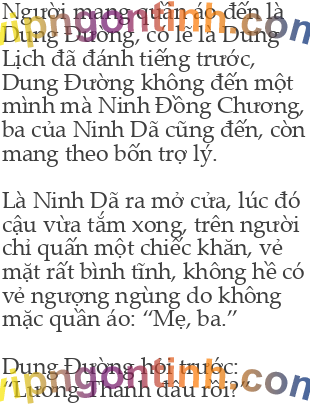 Người mang quần áo đến là
Dung Đường, có lẽ là Dung
Lịch đã đánh tiếng trước,
Dung Đường không đến một
mình mà Ninh Đồng Chương,
ba của Ninh Dã cũng đến, còn
mang theo bốn trợ lý.
Là Ninh Dã ra mở cửa, lúc đó
cậu vừa tắm xong, trên người
chỉ quấn một chiếc khăn, vẻ
mặt rất bình tĩnh, không hề có
vẻ ngượng ngùng do không
mặc quần áo: “Mẹ, ba.”
Dung Đường hỏi trước:
“Lương Thanh đâu rồi?”
vipngontinh.com
vipngontinh.com